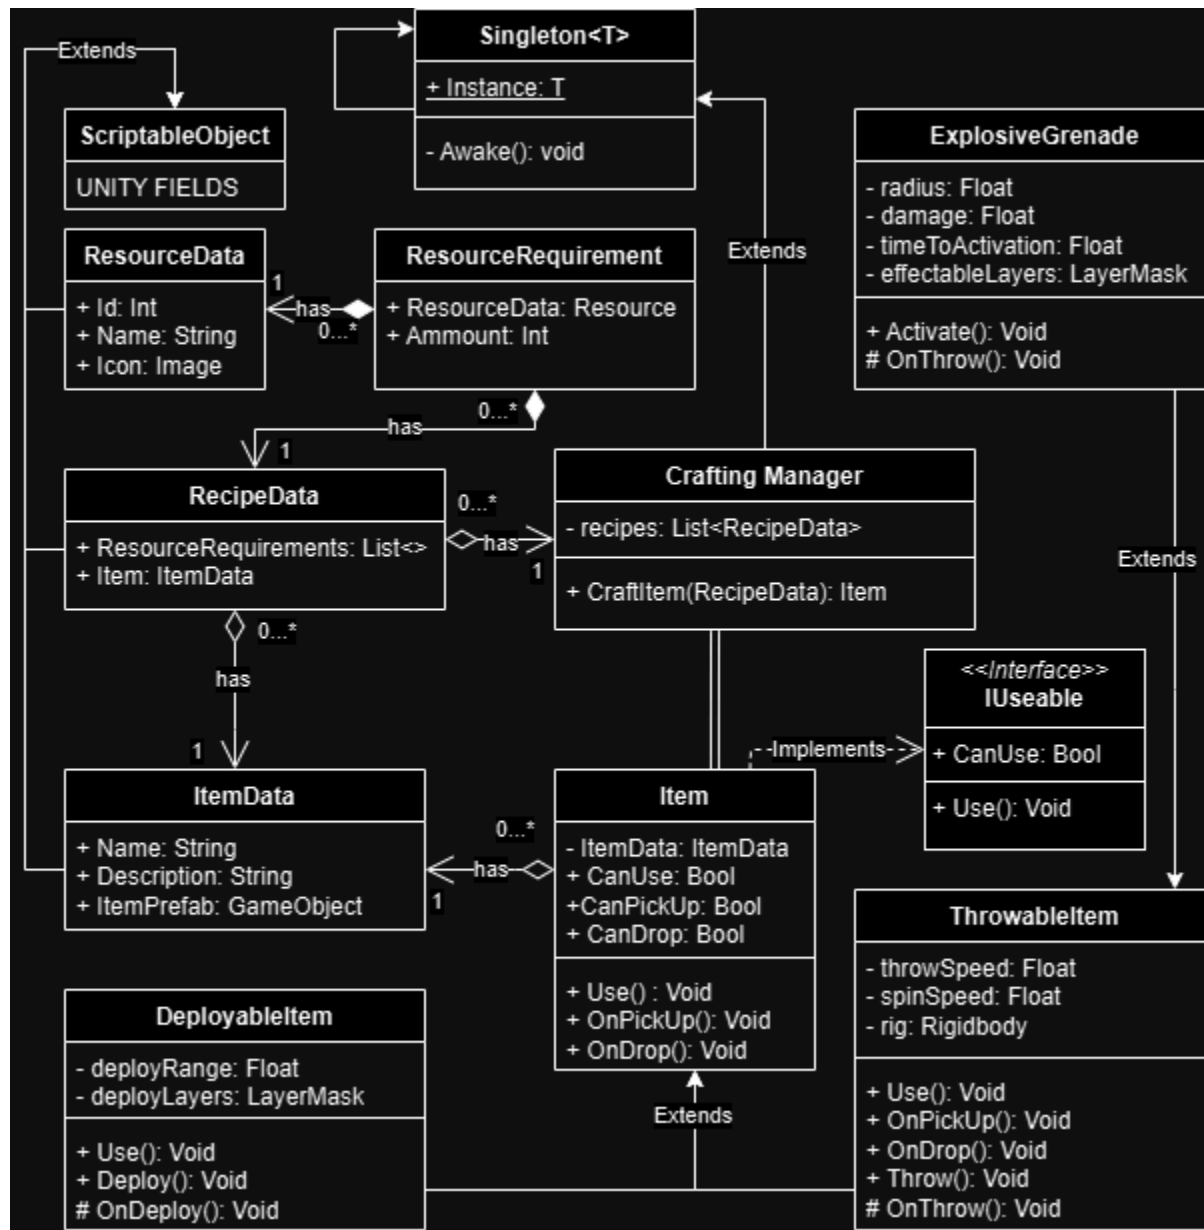 Extends
Singleton<T>
+ Instance: T
- Awake(): void
ScriptableObject
UNITY FIELDS
ExplosiveGrenade
- radius: Float
- damage: Float
- timeToActivation: Float
- effectableLayers: LayerMask
+ Activate(): Void
# OnThrow(): Void
Extends
ResourceData
+ Id: Int
+ Name: String
+ Icon: Image
1
has
0...*
ResourceRequirement
+ ResourceData: Resource
+ Ammount: Int
0...*
has
1
RecipeData
+ ResourceRequirements: List<>
+ Item: ItemData
0...*
has
1
Crafting Manager
- recipes: List<RecipeData>
+ CraftItem(RecipeData): Item
Extends
0...*
has
1
<<Interface>>
IUseable
+ CanUse: Bool
+ Use(): Void
Implements
ItemData
+ Name: String
+ Description: String
+ ItemPrefab: GameObject
0...*
has
1
Item
- ItemData: ItemData
+ CanUse: Bool
+CanPickUp: Bool
+ CanDrop: Bool
+ Use() : Void
+ OnPickUp(): Void
+ OnDrop(): Void
ThrowableItem
- throwSpeed: Float
- spinSpeed: Float
- rig: Rigidbody
+ Use(): Void
+ OnPickUp(): Void
+ OnDrop(): Void
+ Throw(): Void
# OnThrow(): Void
DeployableItem
- deployRange: Float
- deployLayers: LayerMask
+ Use(): Void
+ Deploy(): Void
# OnDeploy(): Void
Extends